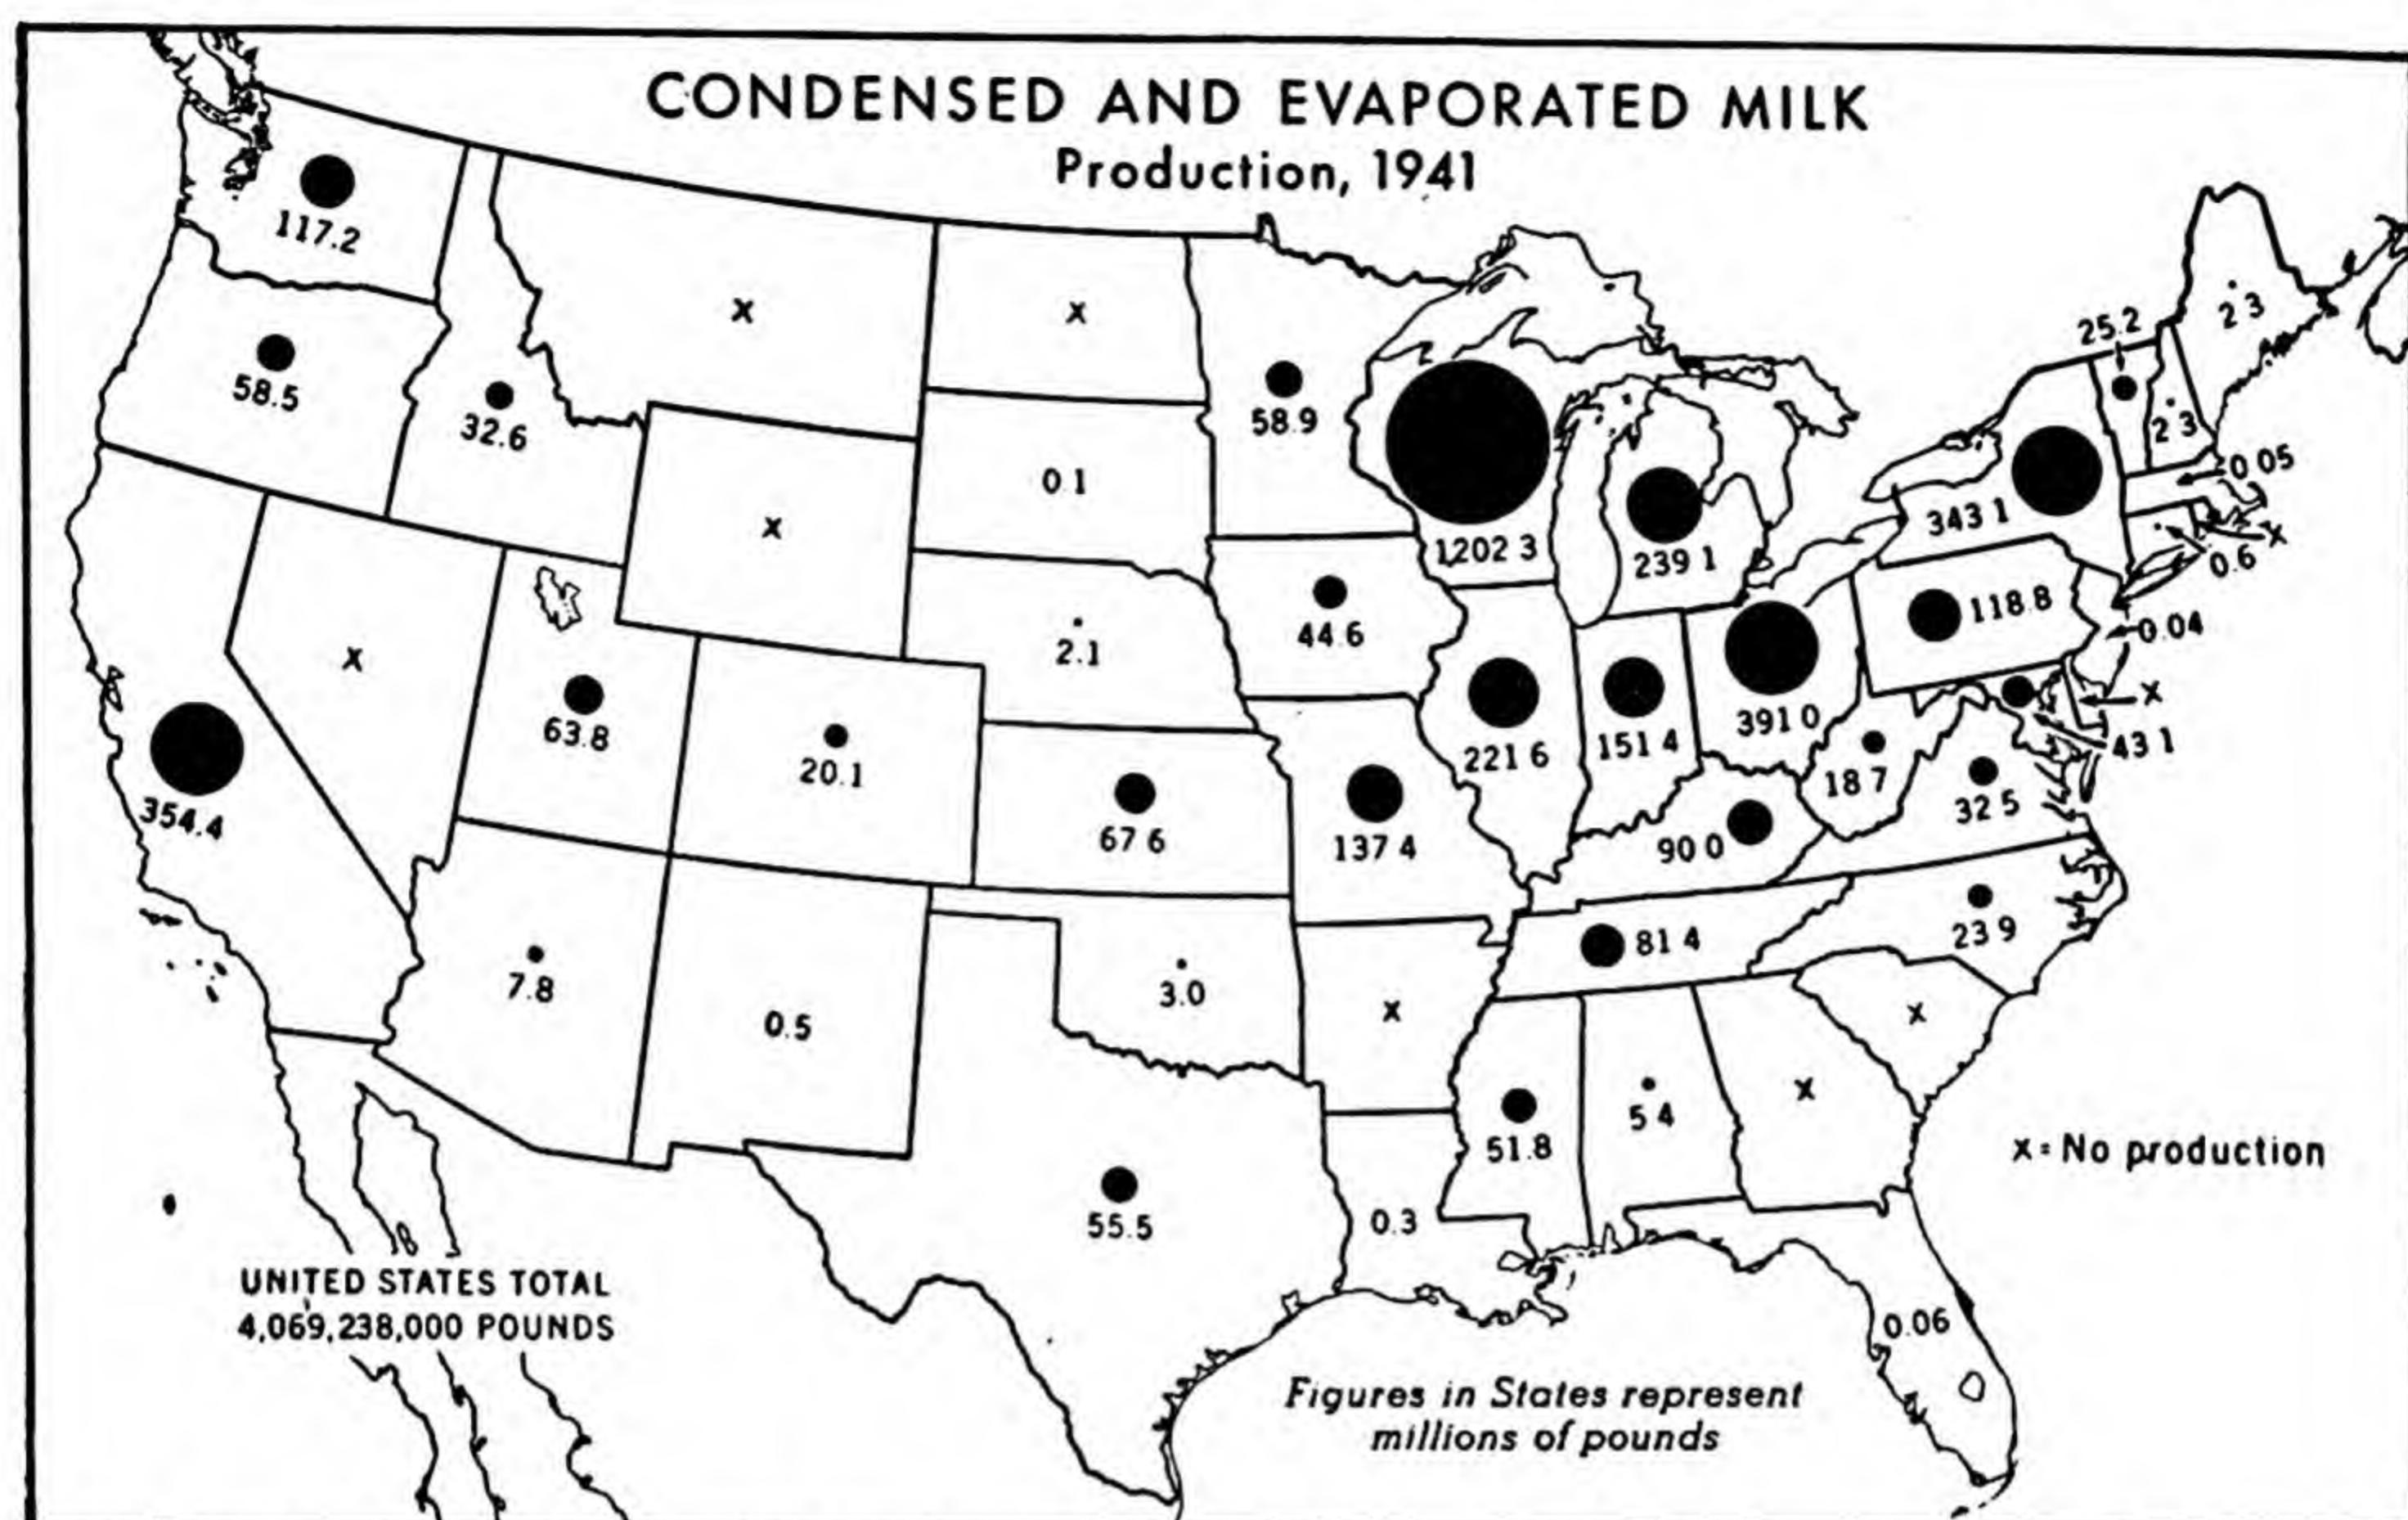 CONDENSED AND EVAPORATED MILK
Production, 1941
117.2
58.5
32.6
x
x
58.9
1202 3
239 1
343 1
25.2
2 3
2 3
0 05
x
0.6
0.04
118 8
x
43 1
x
0 1
x
63.8
20.1
2.1
44.6
221 6
151 4
391 0
18 7
32 5
354.4
67 6
137 4
90 0
81 4
23 9
7.8
0.5
3.0
x
51.8
5 4
x
x
55.5
0.3
0.06
x = No production
UNITED STATES TOTAL
4,069,238,000 POUNDS
Figures in States represent
millions of pounds